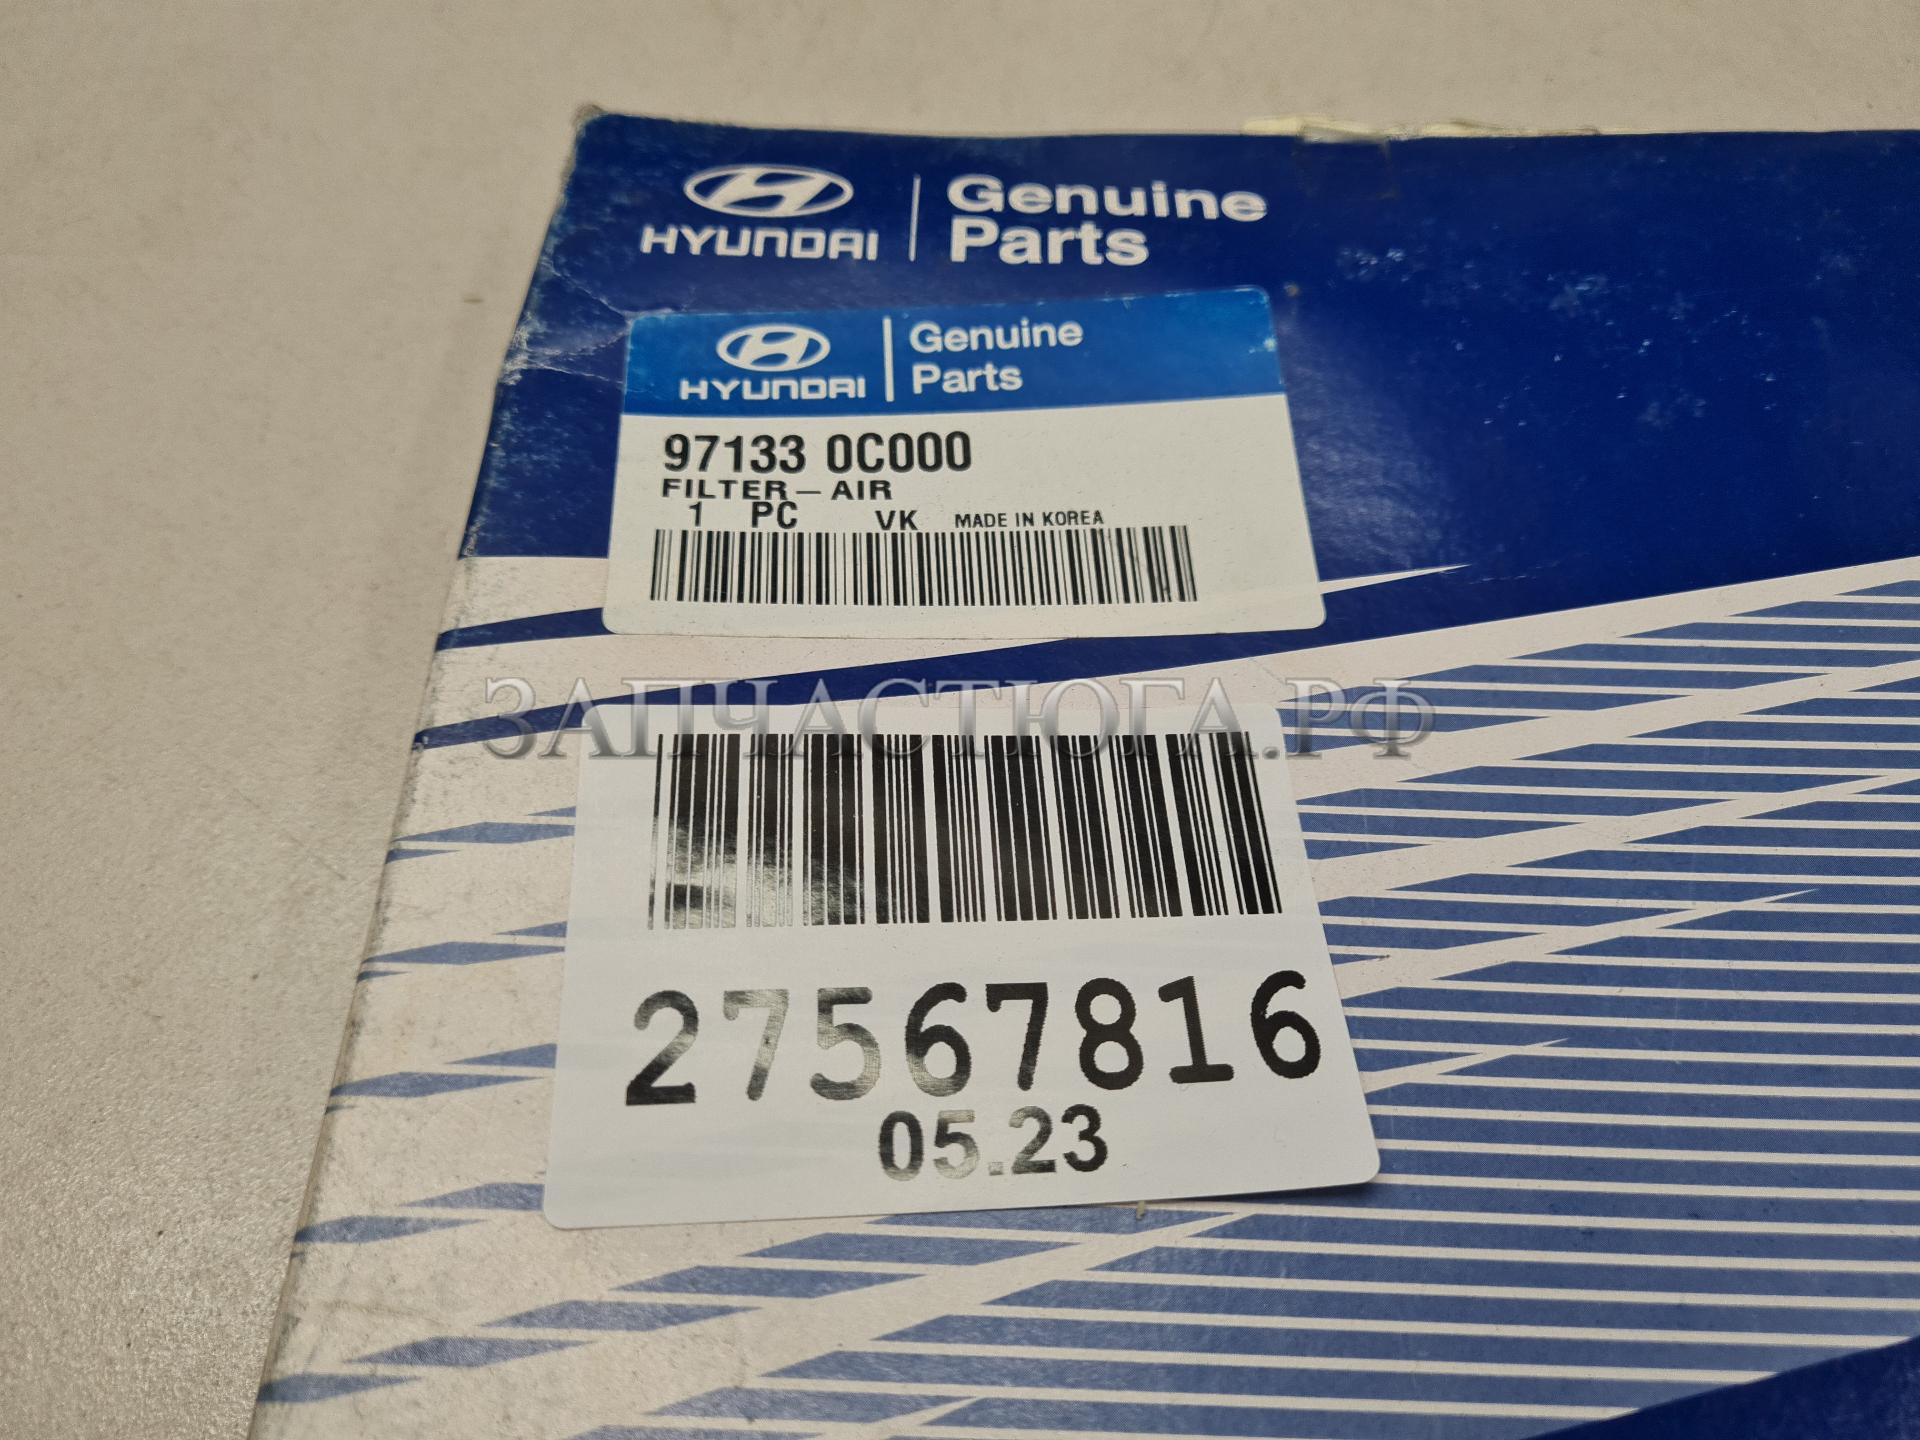 HYUNDAI
Genuine
Parts
HYUNDAI
Genuine
Parts
97133 0C000
FILTER-AIR
1 PC VK MADE IN KOREA
ЗАПЧАСТЮГА.РФ
27567816
05.23